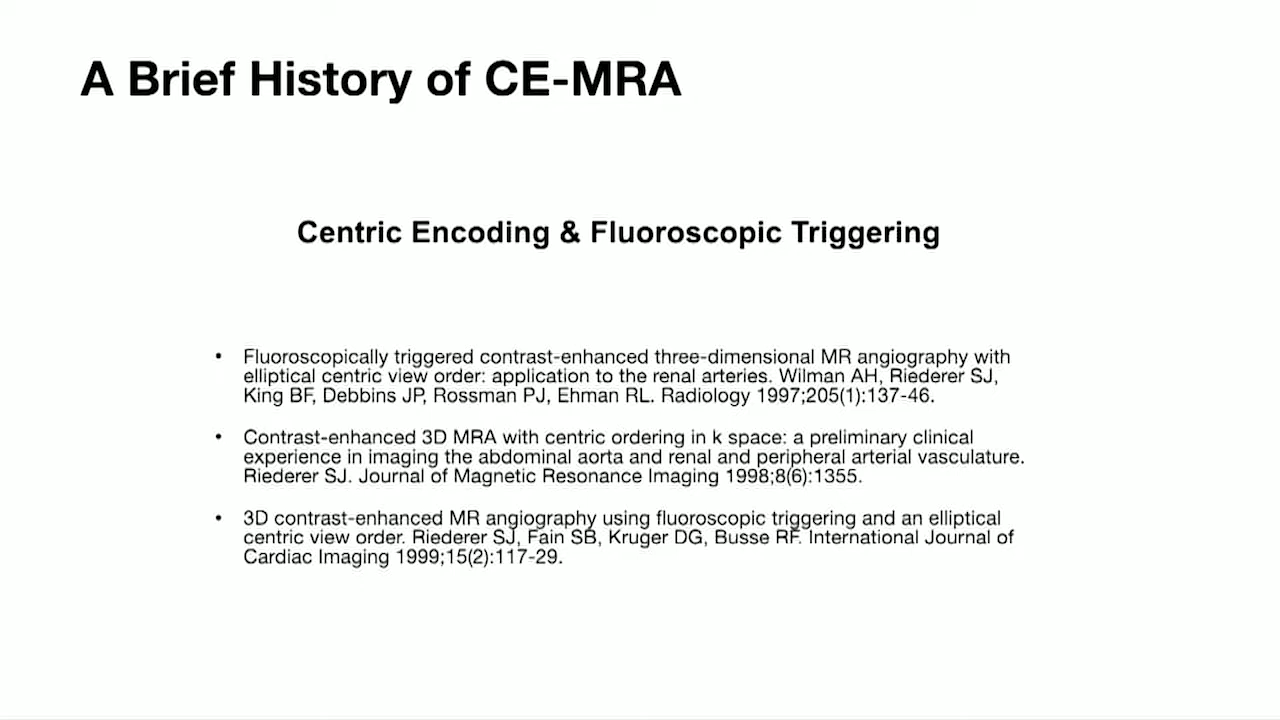 A Brief History of CE-MRA
Centric Encoding & Fluoroscopic Triggering
• Fluoroscopically triggered contrast-enhanced three-dimensional MR angiography with
elliptical centric view order: application to the renal arteries. Wilman AH, Riederer SJ,
King BF, Debbins JP, Rossman PJ, Ehman RL. Radiology 1997;205(1):137-46.
• Contrast-enhanced 3D MRA with centric ordering in k space: a preliminary clinical
experience in imaging the abdominal aorta and renal and peripheral arterial vasculature.
Riederer SJ. Journal of Magnetic Resonance Imaging 1998;8(6):1355.
• 3D contrast-enhanced MR angiography using fluoroscopic triggering and an elliptical
centric view order. Riederer SJ, Fain SB, Kruger DG, Busse RF. International Journal of
Cardiac Imaging 1999;15(2):117-29.